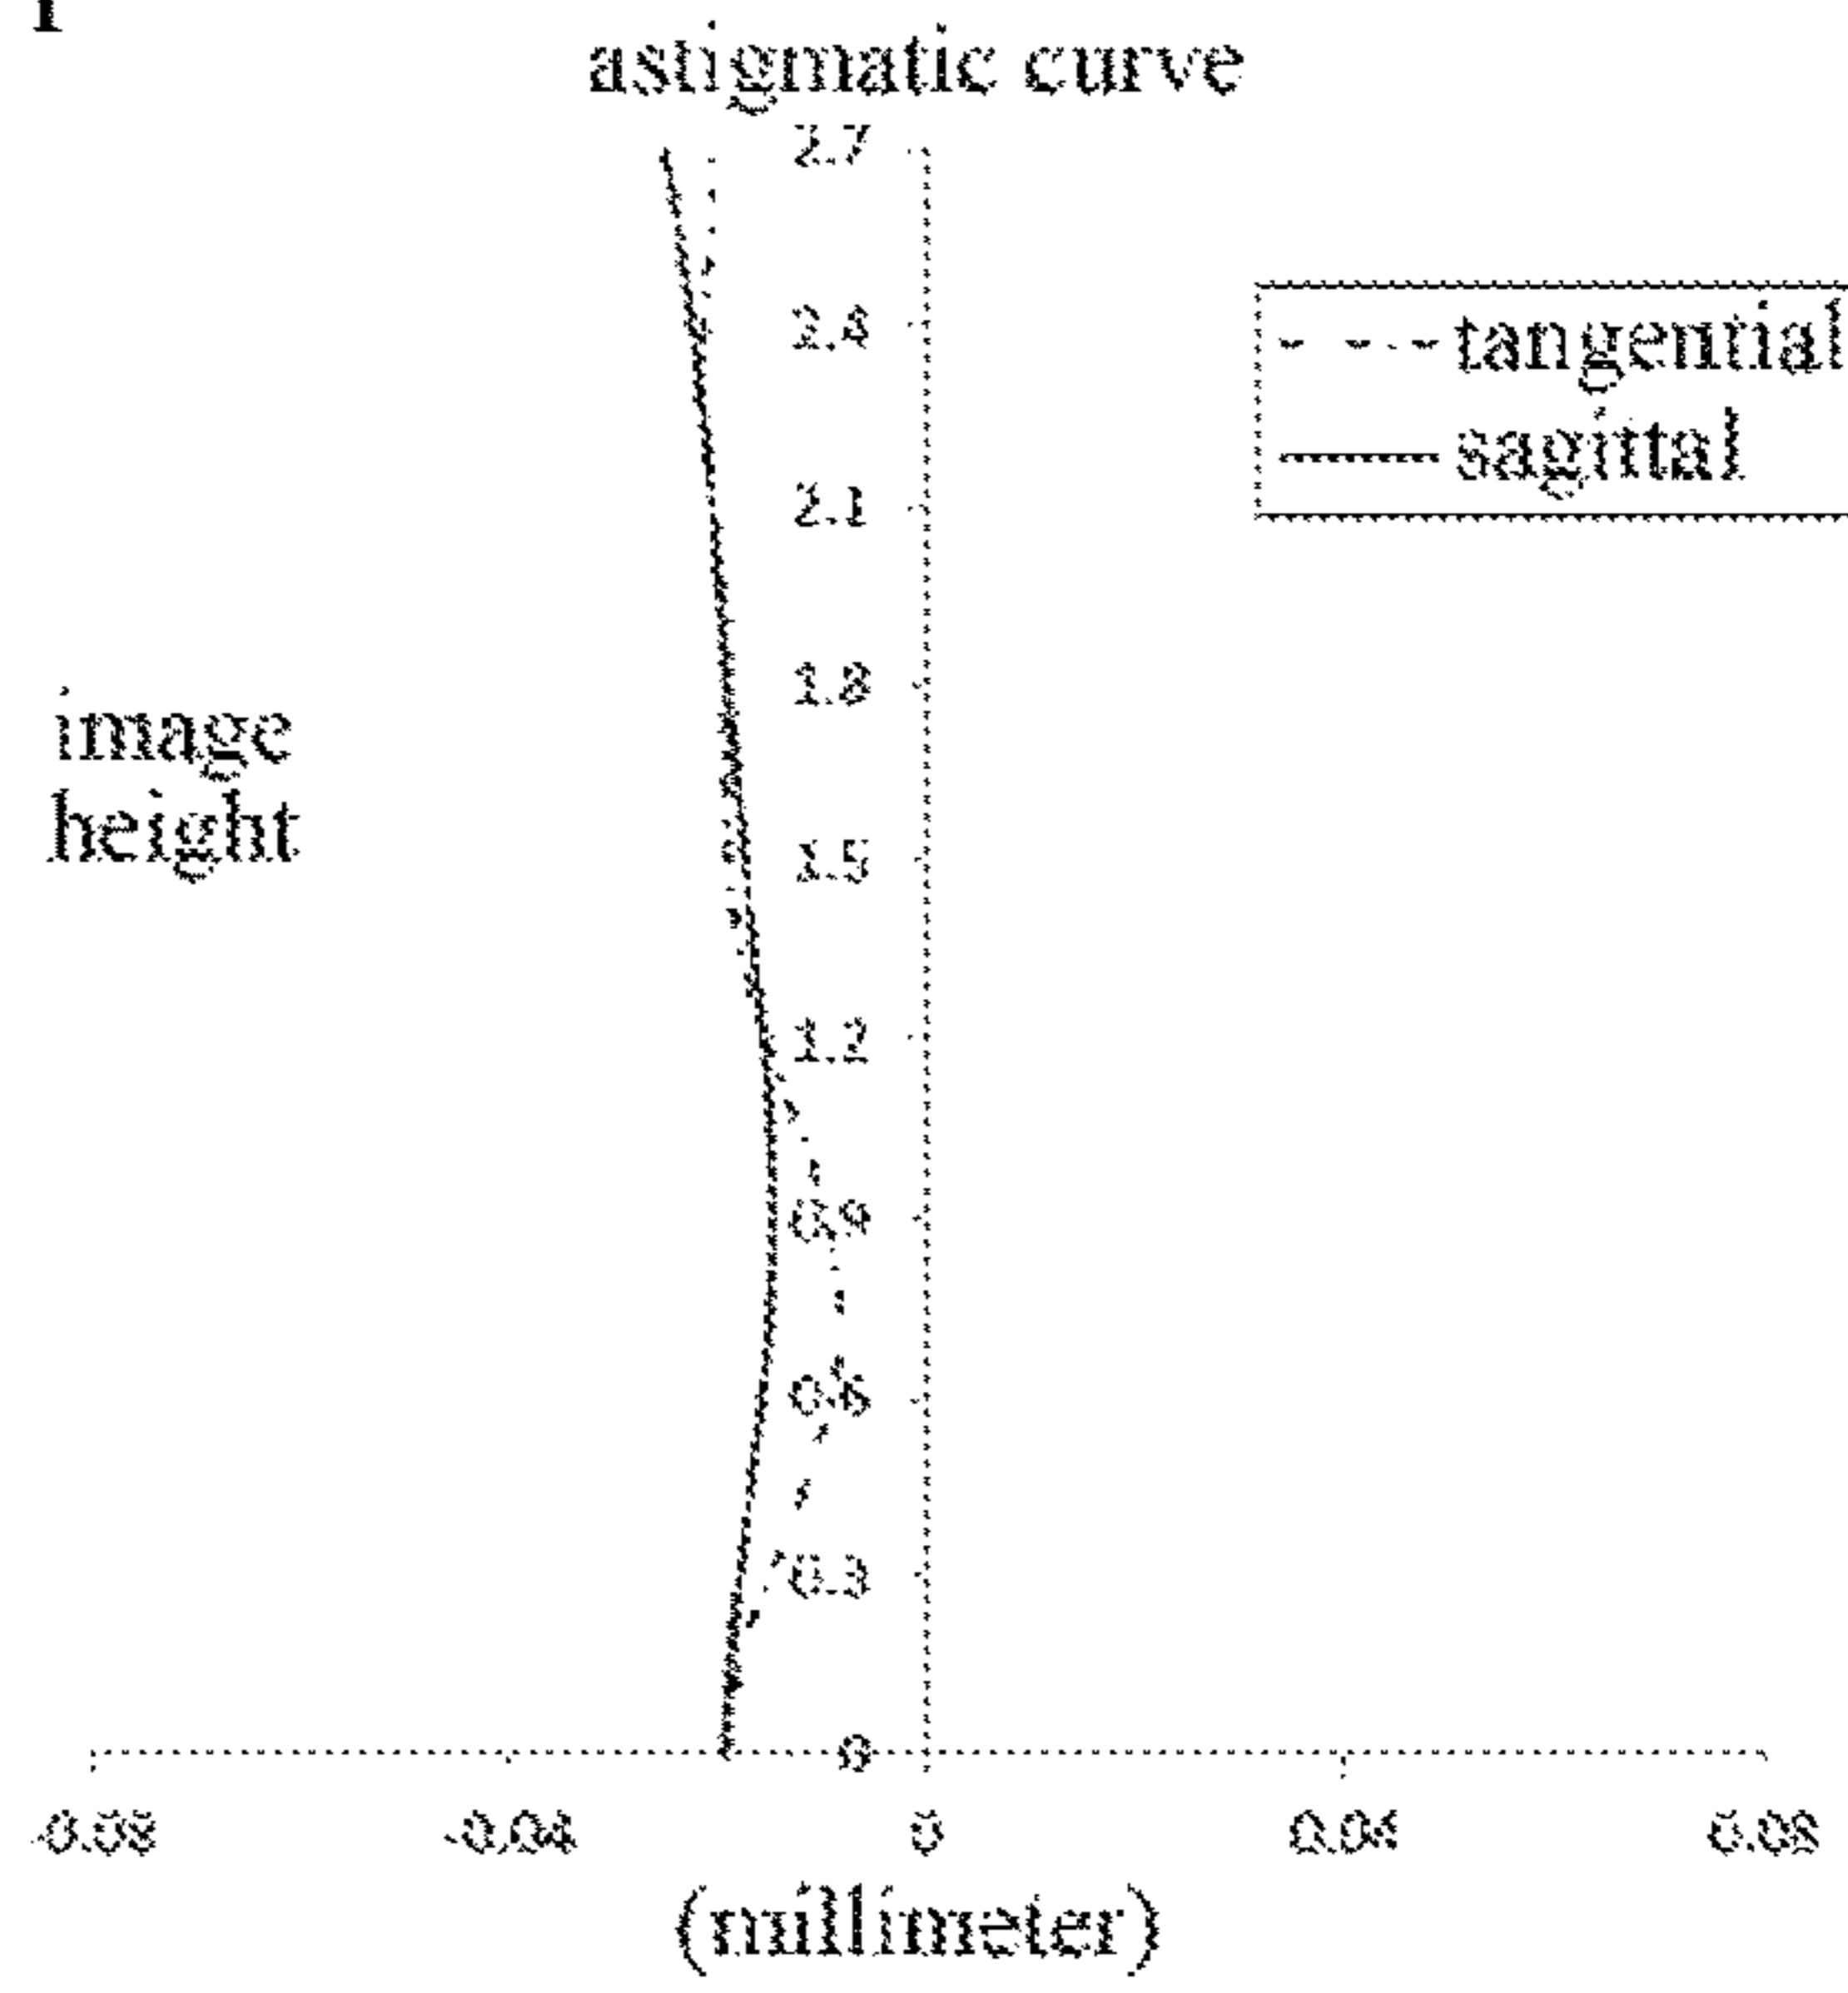 astigmatic curve
2.7
2.4
tangential
sagittal
2.1
1.8
image
height
1.5
1.2
0.9
0.6
0.3
0
-0.08 -0.04 0 0.04 0.08
(millimeter)